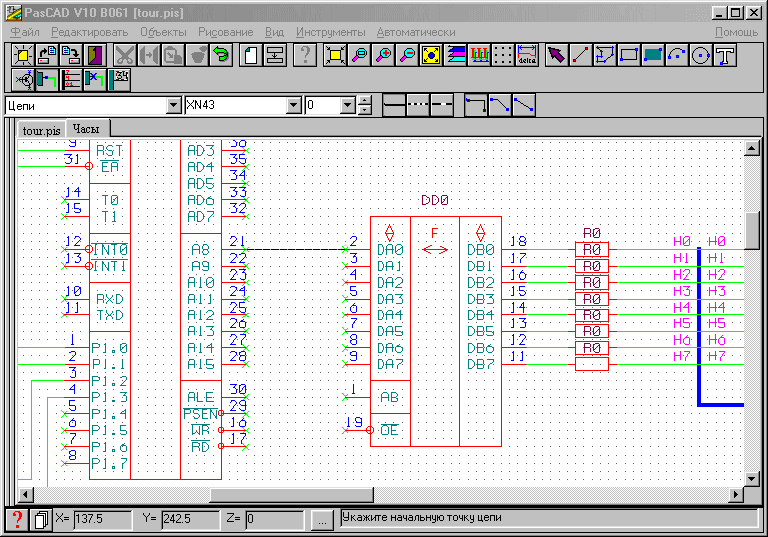 PasCAD V10 B061 [tour.pis]
Файл Редактировать Объекты Рисование Вид Инструменты Автоматически Помощь
delta
Цепи XN43 0
tour.pis Часы
9 RST AD3 36
31 EA AD4 35
AD5 34
14 T0 AD6 33
15 T1 AD7 32
DD0
F
R0
12 INT0 A8 21 2 DA0 < > DB0 18 R0 H0 H0
13 INT1 A9 22 3 DA1 DB1 17 R0 H1 H1
A10 23 4 DA2 DB2 16 R0 H2 H2
10 RXD A11 24 5 DA3 DB3 15 R0 H3 H3
11 TXD A12 25 6 DA4 DB4 14 R0 H4 H4
A13 26 7 DA5 DB5 13 R0 H5 H5
1 P1.0 A14 27 8 DA6 DB6 12 R0 H6 H6
2 P1.1 A15 28 9 DA7 DB7 11 H7 H7
3 P1.2
4 P1.3 ALE 30 1 AB
5 P1.4 PSEN 29
6 P1.5 WR 16 19 OE
7 P1.6 RD 17
8 P1.7
X= 137.5 Y= 242.5 Z= 0 ... Укажите начальную точку цепи